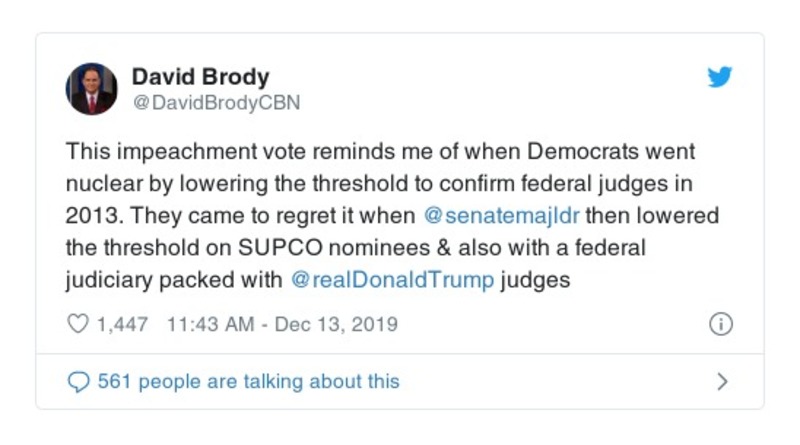 David Brody
@DavidBrodyCBN
This impeachment vote reminds me of when Democrats went
nuclear by lowering the threshold to confirm federal judges in
2013. They came to regret it when @senatemajldr then lowered
the threshold on SUPCO nominees & also with a federal
judiciary packed with @realDonaldTrump judges
1,447 11:43 AM - Dec 13, 2019
561 people are talking about this